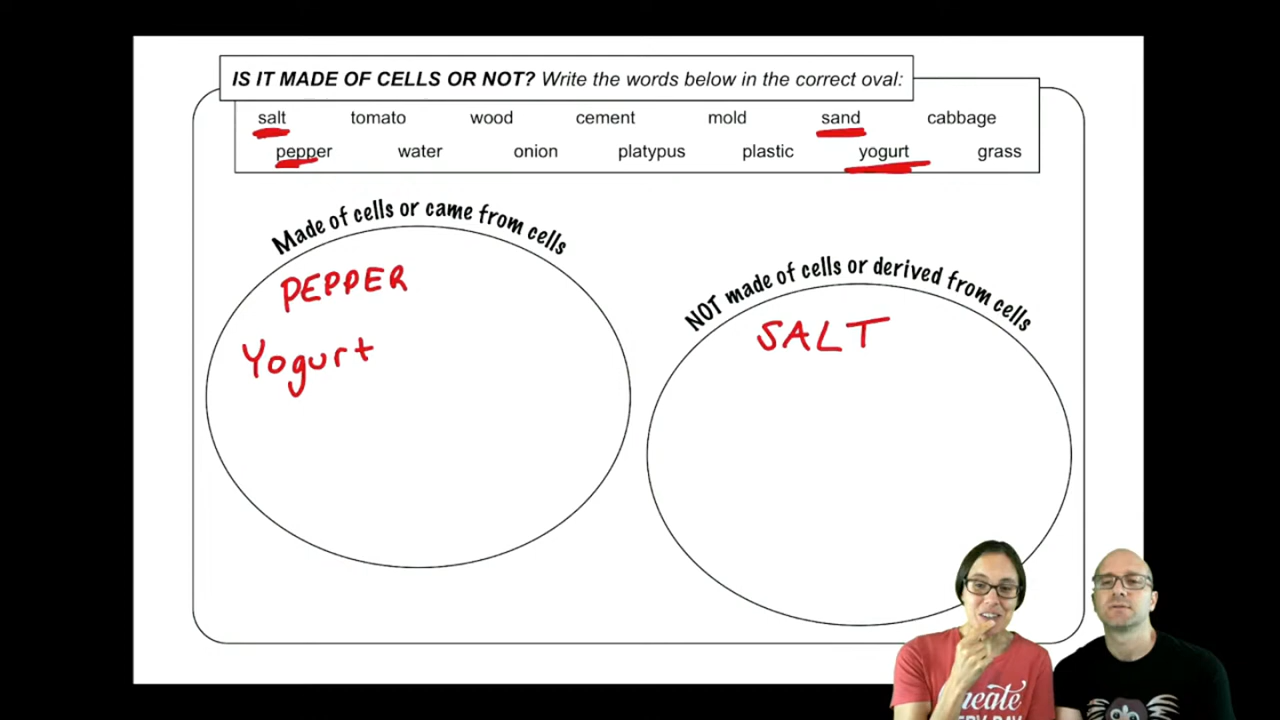 IS IT MADE OF CELLS OR NOT? Write the words below in the correct oval:
salt tomato wood cement mold sand cabbage
pepper water onion platypus plastic yogurt grass
Made of cells or came from cells
PEPPER
Yogurt
NOT made of cells or derived from cells
SALT
create